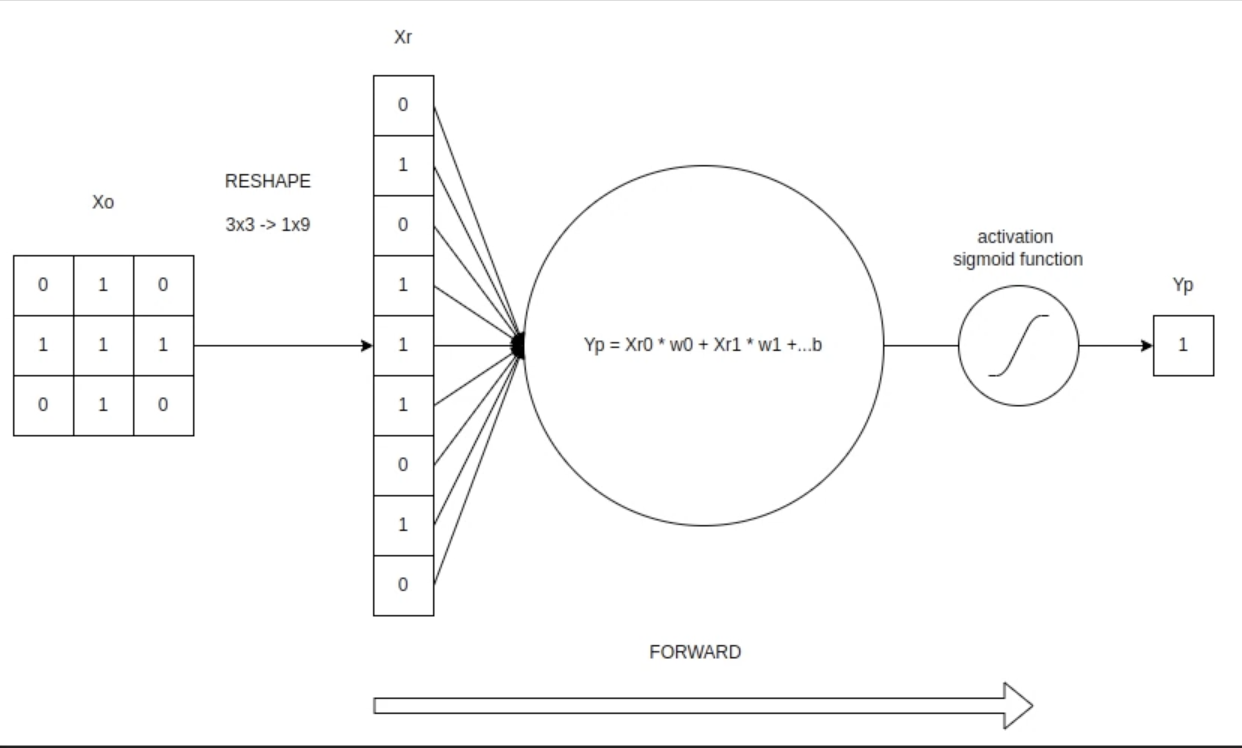 Xr
0
1
0
1
1
1
0
1
0
RESHAPE
3x3 -> 1x9
Xo
0 1 0
1 1 1
0 1 0
Yp = Xr0 * w0 + Xr1 * w1 +...b
activation
sigmoid function
Yp
1
FORWARD